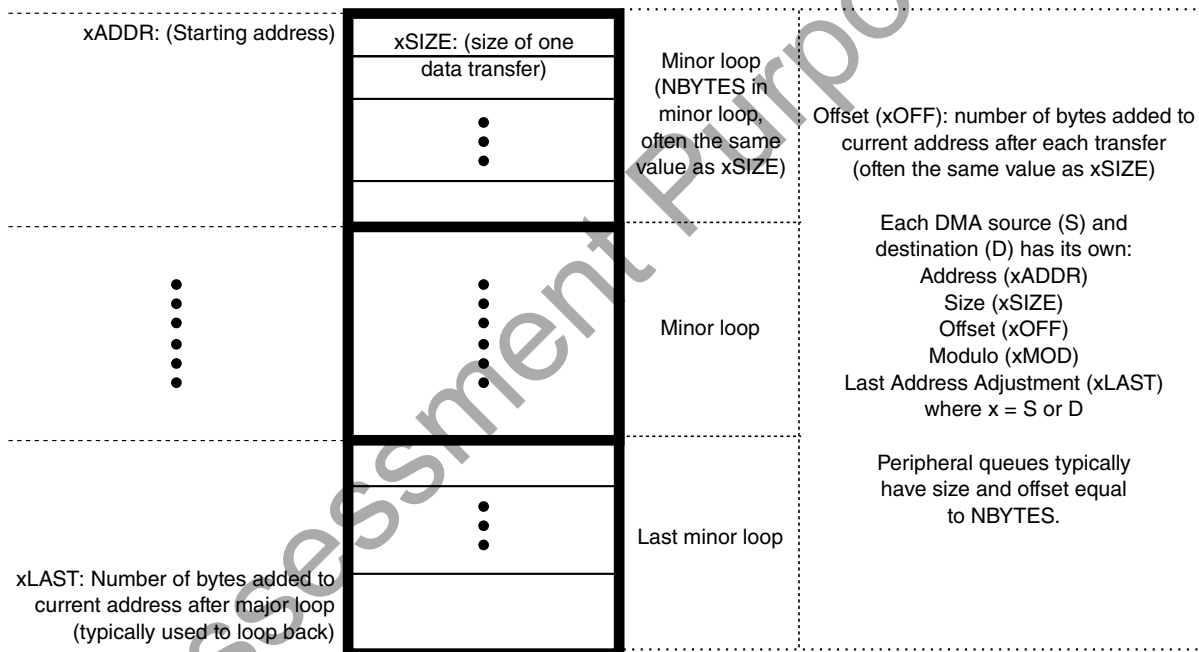 xADDR: (Starting address)
xSIZE: (size of one
data transfer)
Minor loop
(NBYTES in
minor loop,
often the same
value as xSIZE)
Offset (xOFF): number of bytes added to
current address after each transfer
(often the same value as xSIZE)
Each DMA source (S) and
destination (D) has its own:
Address (xADDR)
Size (xSIZE)
Offset (xOFF)
Modulo (xMOD)
Last Address Adjustment (xLAST)
where x = S or D
Minor loop
Peripheral queues typically
have size and offset equal
to NBYTES.
Last minor loop
xLAST: Number of bytes added to
current address after major loop
(typically used to loop back)